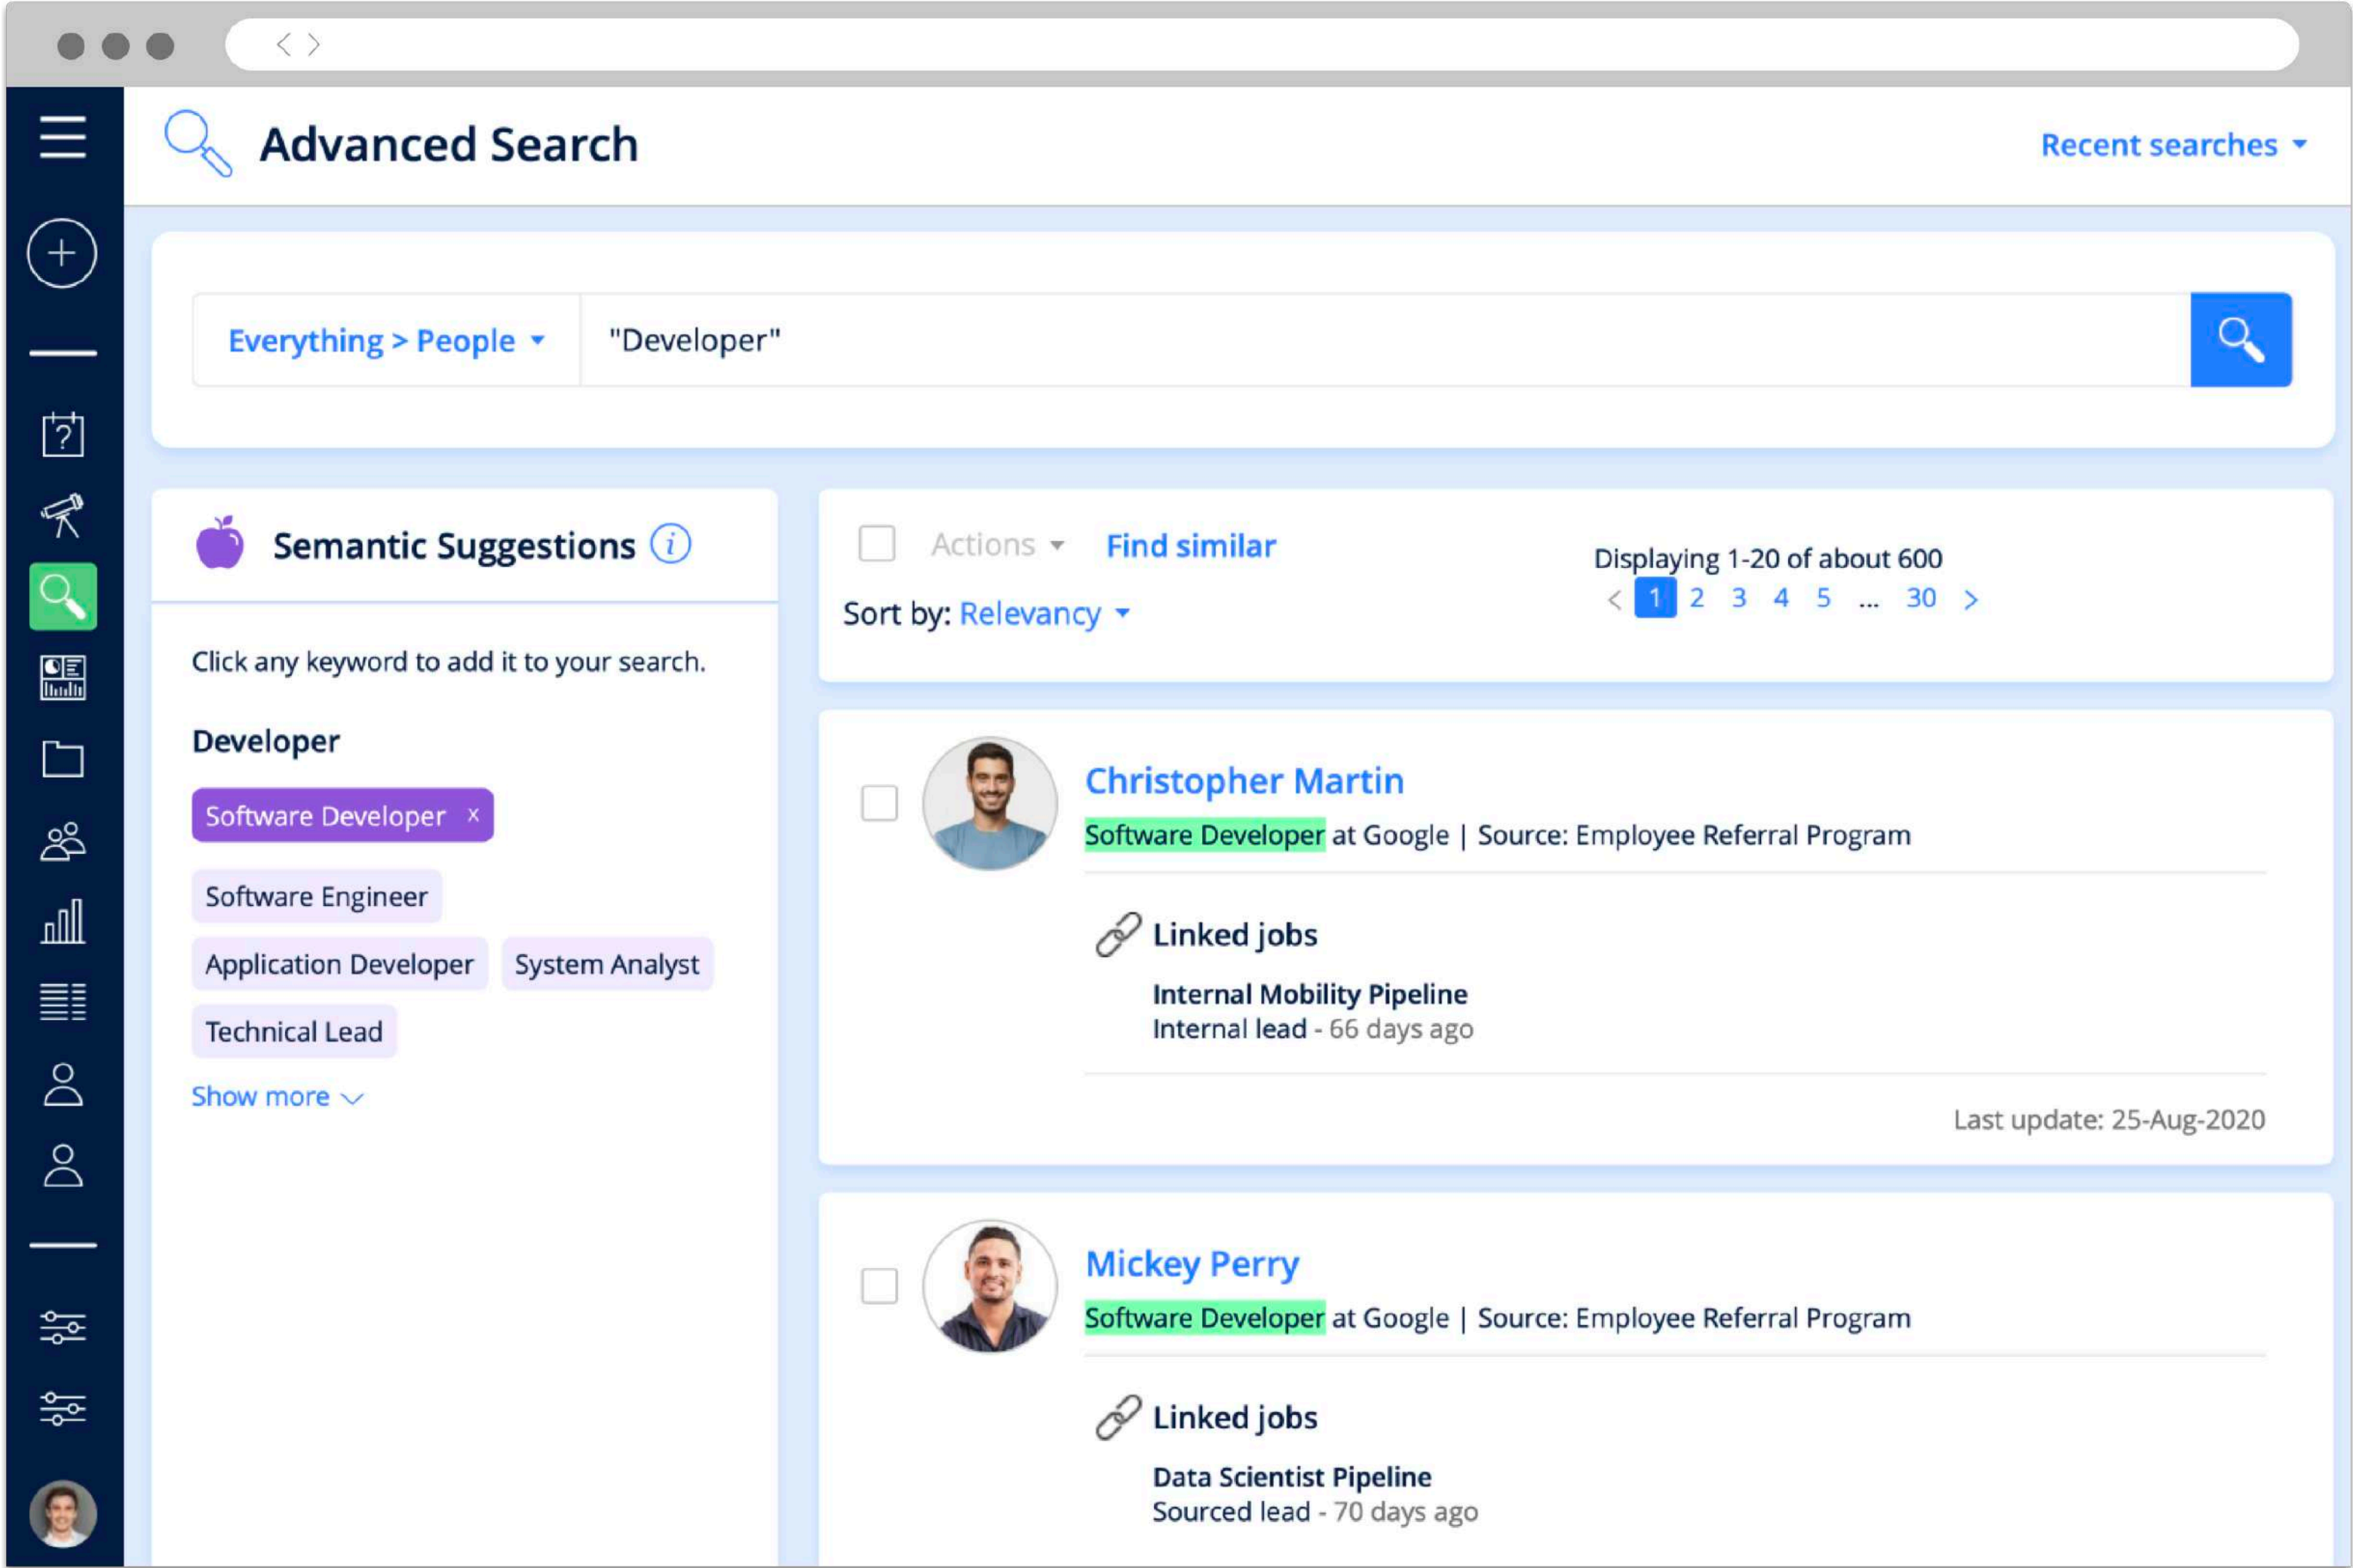 Advanced Search
Recent searches
Everything > People
"Developer"
Semantic Suggestions i
Click any keyword to add it to your search.
Developer
Software Developer x
Software Engineer
Application Developer
System Analyst
Technical Lead
Show more
Actions
Find similar
Sort by: Relevancy
Displaying 1-20 of about 600
< 1 2 3 4 5 ... 30 >
Christopher Martin
Software Developer at Google | Source: Employee Referral Program
Linked jobs
Internal Mobility Pipeline
Internal lead - 66 days ago
Last update: 25-Aug-2020
Mickey Perry
Software Developer at Google | Source: Employee Referral Program
Linked jobs
Data Scientist Pipeline
Sourced lead - 70 days ago